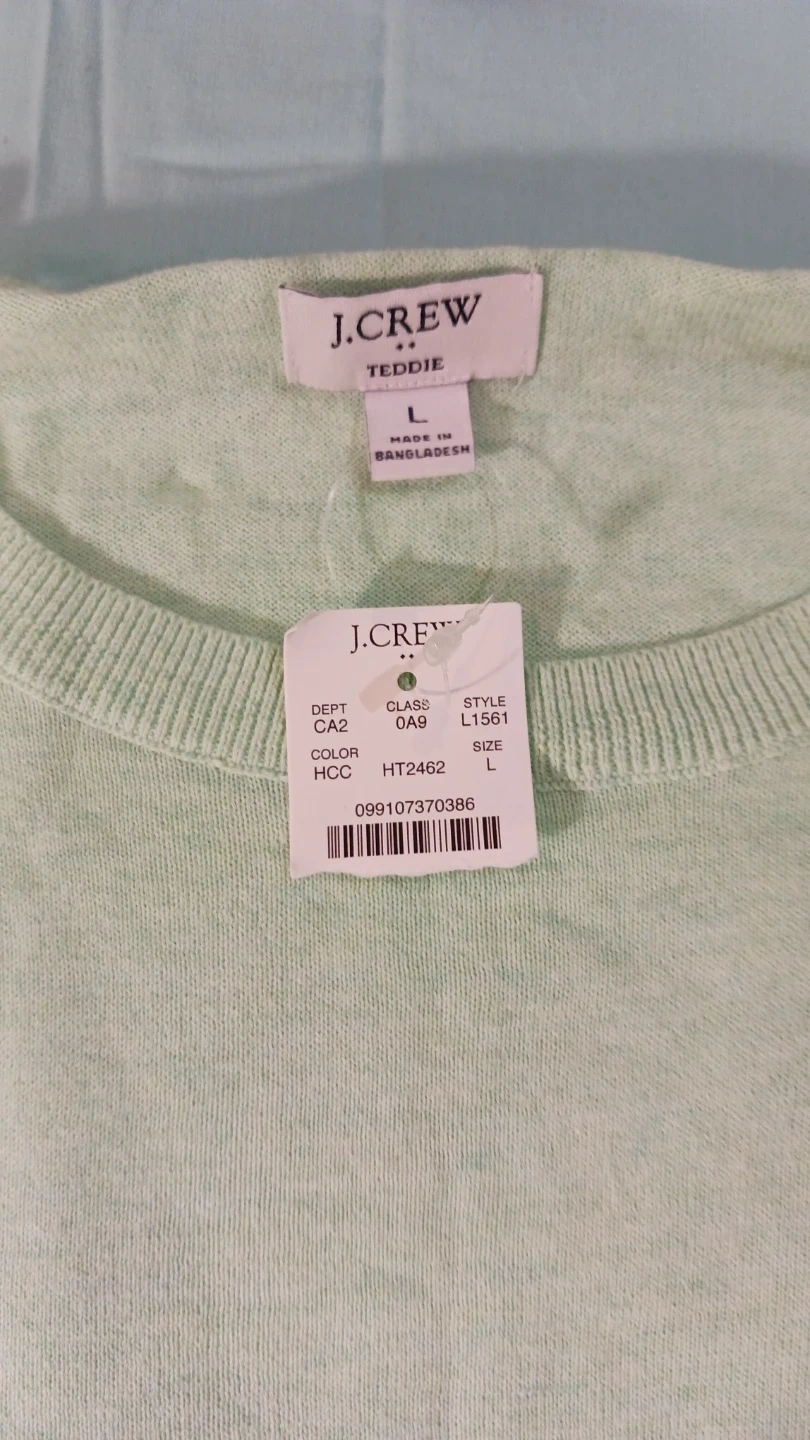 J.CREW
TEDDIE
L
MADE IN
BANGLADESH
J.CREW
DEPT CLASS STYLE
CA2 0A9 L1561
COLOR SIZE
HCC HT2462 L
099107370386